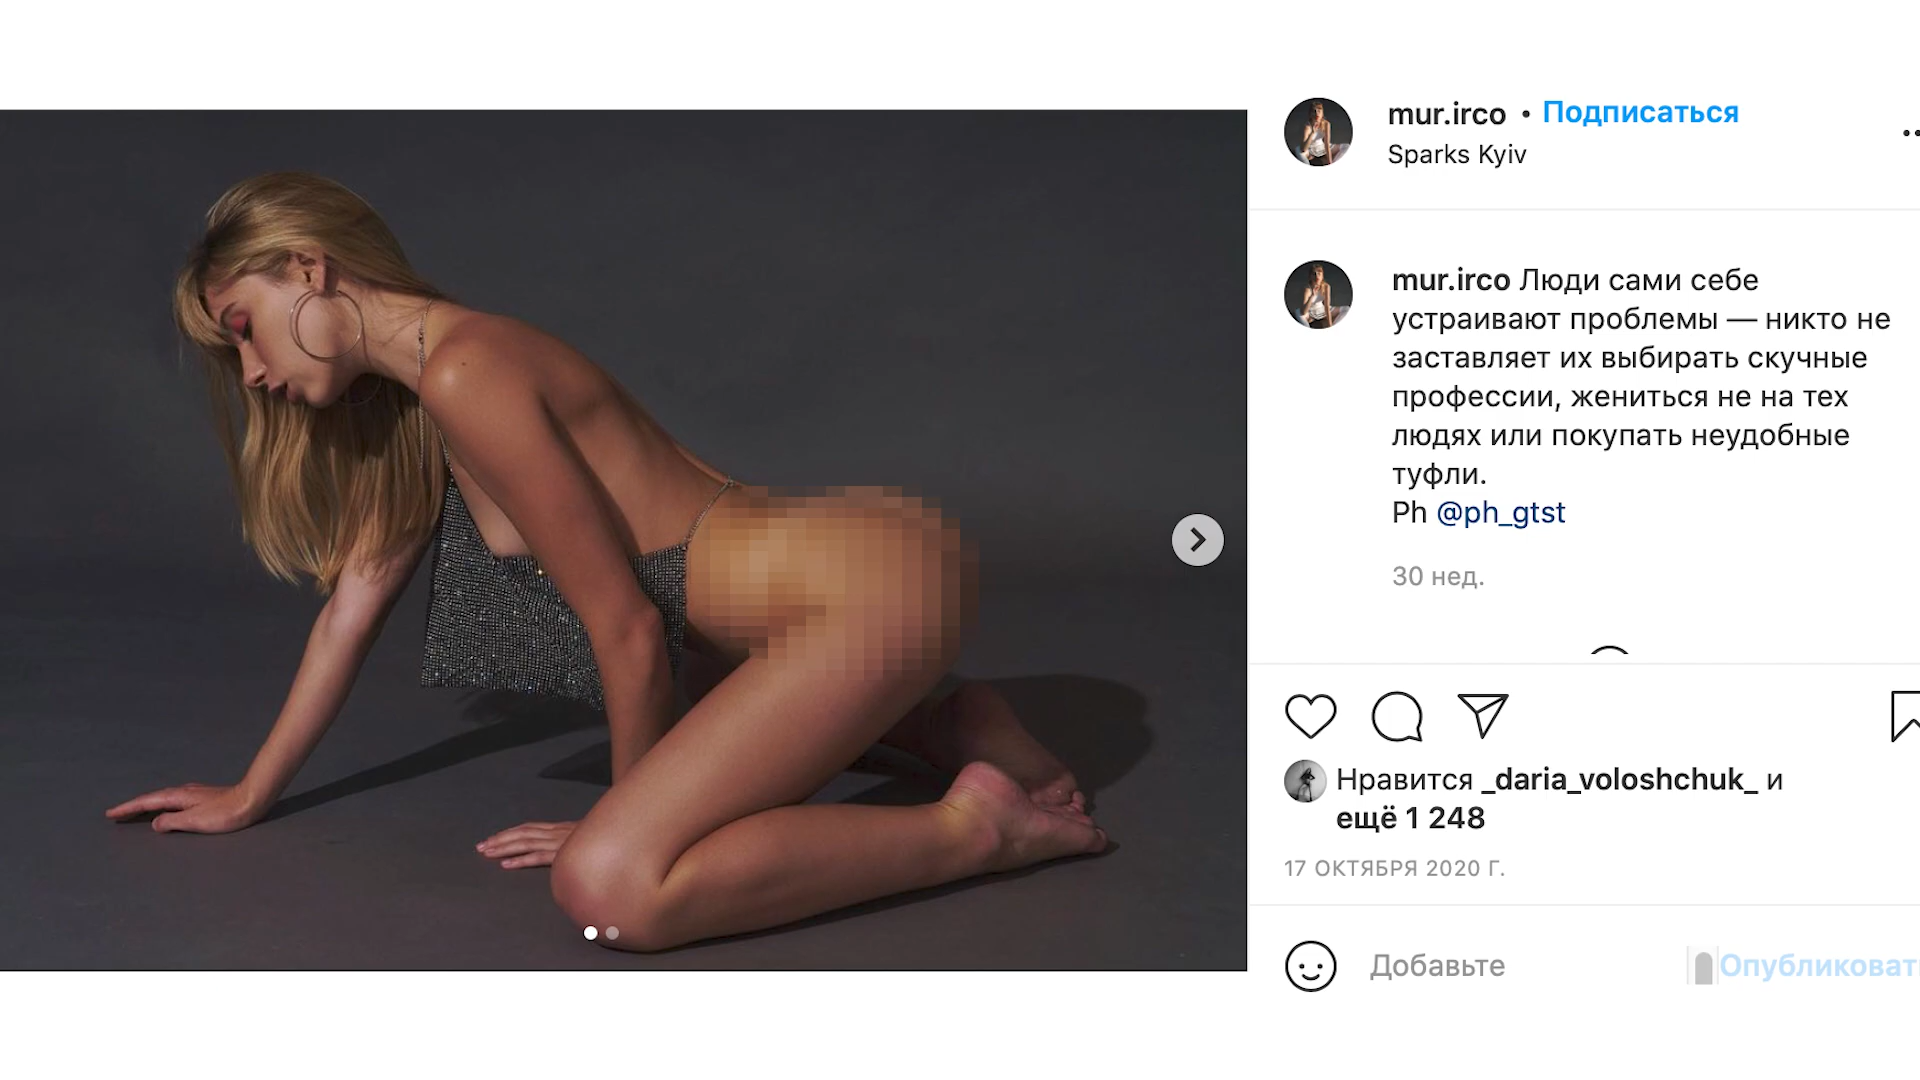 mur.irco • Подписаться
Sparks Kyiv
mur.irco Люди сами себе
устраивают проблемы — никто не
заставляет их выбирать скучные
профессии, жениться не на тех
людях или покупать неудобные
туфли.
Ph @ph_gtst
30 нед.
Нравится _daria_voloshchuk_ и
ещё 1 248
17 ОКТЯБРЯ 2020 Г.
Добавьте
Опубликоват